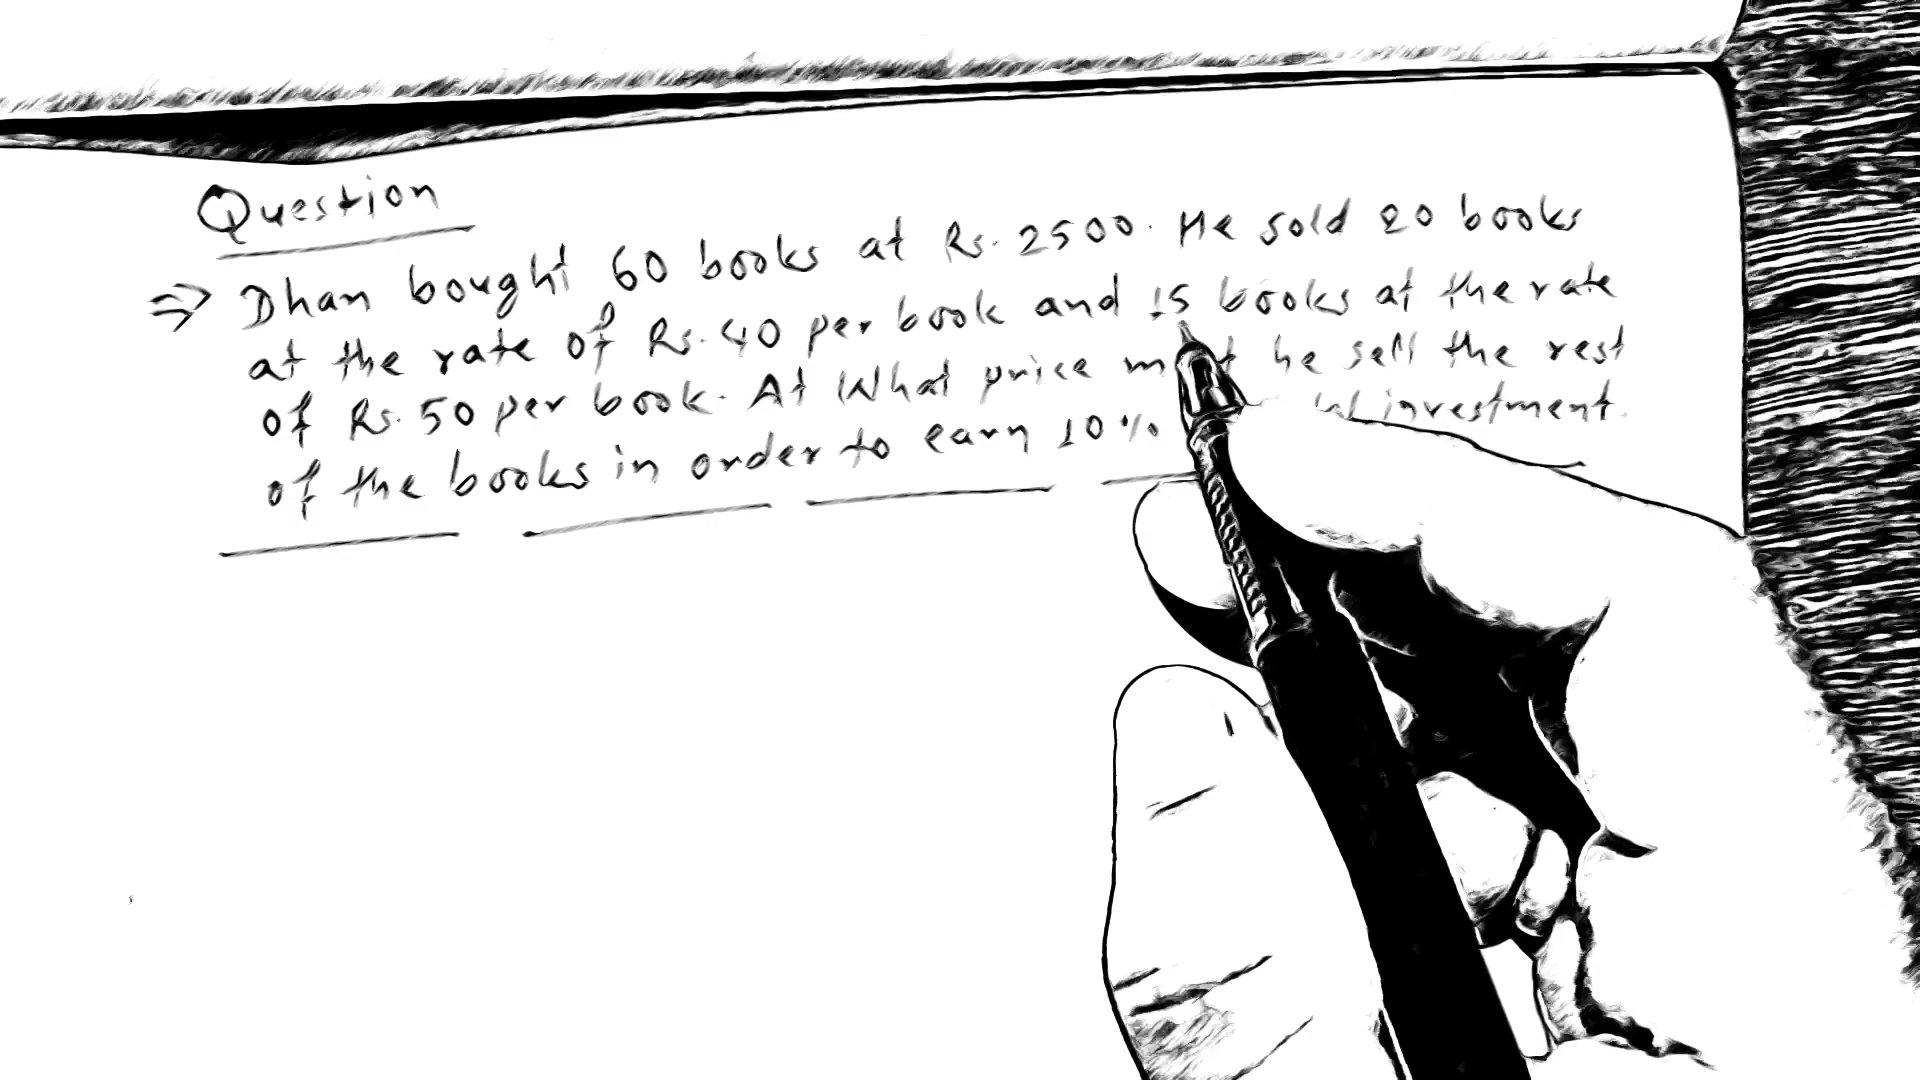 Question
⇒ Dhan bought 60 books at Rs. 2500. He sold 20 books
at the rate of Rs. 40 per book and 15 books at the rate
of Rs. 50 per book. At What price he sell the rest
of the books in order to earn 10% investment.